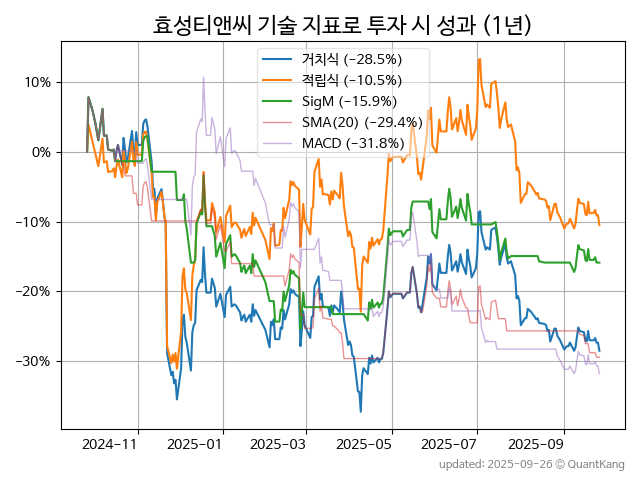 효성티앤씨 기술 지표로 투자 시 성과 (1년)
거치식 (-28.5%)
적립식 (-10.5%)
SigM (-15.9%)
SMA(20) (-29.4%)
MACD (-31.8%)
10%
0%
-10%
-20%
-30%
2024-11
2025-01
2025-03
2025-05
2025-07
2025-09
updated: 2025-09-26 © QuantKang